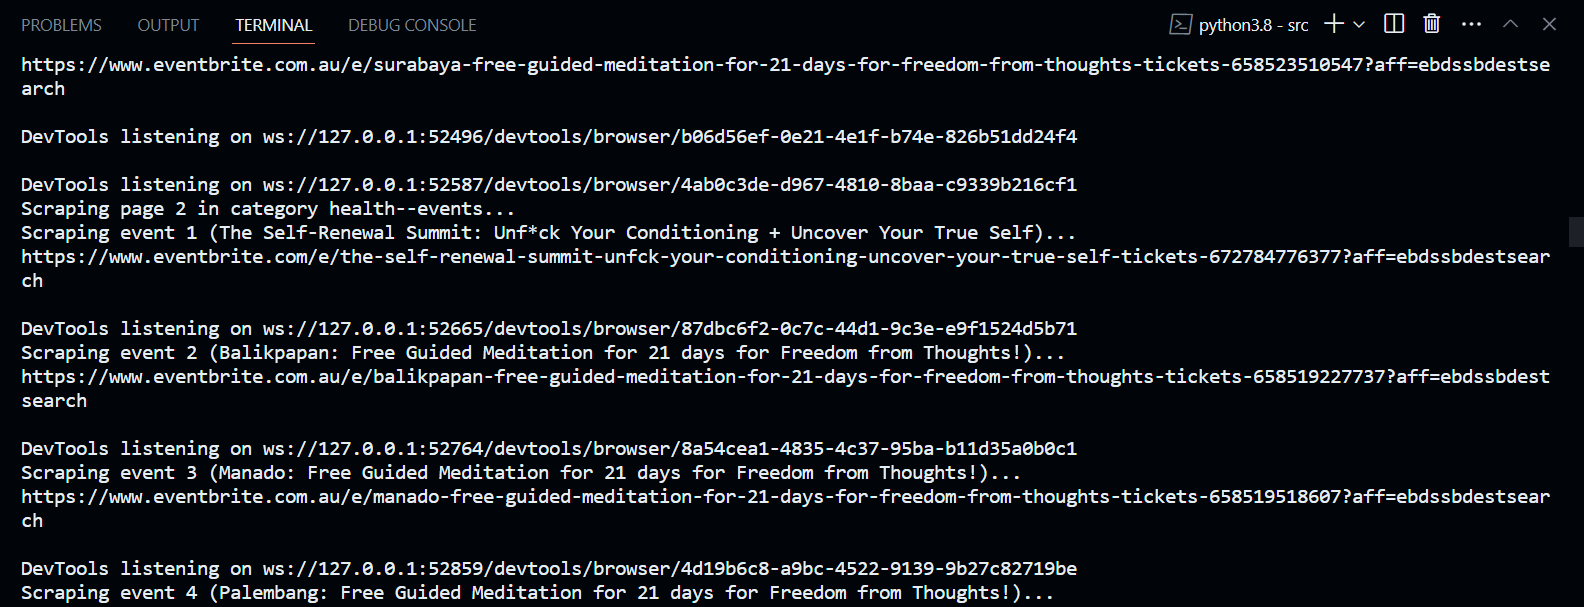 PROBLEMS OUTPUT TERMINAL DEBUG CONSOLE python3.8 - src
https://www.eventbrite.com.au/e/surabaya-free-guided-meditation-for-21-days-for-freedom-from-thoughts-tickets-658523510547?aff=ebdssbdestse
arch
DevTools listening on ws://127.0.0.1:52496/devtools/browser/b06d56ef-0e21-4e1f-b74e-826b51dd24f4
DevTools listening on ws://127.0.0.1:52587/devtools/browser/4ab0c3de-d967-4810-8baa-c9339b216cf1
Scraping page 2 in category health--events...
Scraping event 1 (The Self-Renewal Summit: Unf*ck Your Conditioning + Uncover Your True Self)...
https://www.eventbrite.com/e/the-self-renewal-summit-unfck-your-conditioning-uncover-your-true-self-tickets-672784776377?aff=ebdssbdestsear
ch
DevTools listening on ws://127.0.0.1:52665/devtools/browser/87dbc6f2-0c7c-44d1-9c3e-e9f1524d5b71
Scraping event 2 (Balikpapan: Free Guided Meditation for 21 days for Freedom from Thoughts!)...
https://www.eventbrite.com.au/e/balikpapan-free-guided-meditation-for-21-days-for-freedom-from-thoughts-tickets-658519227737?aff=ebdssbdest
search
DevTools listening on ws://127.0.0.1:52764/devtools/browser/8a54cea1-4835-4c37-95ba-b11d35a0b0c1
Scraping event 3 (Manado: Free Guided Meditation for 21 days for Freedom from Thoughts!)...
https://www.eventbrite.com.au/e/manado-free-guided-meditation-for-21-days-for-freedom-from-thoughts-tickets-658519518607?aff=ebdssbdestsear
ch
DevTools listening on ws://127.0.0.1:52859/devtools/browser/4d19b6c8-a9bc-4522-9139-9b27c82719be
Scraping event 4 (Palembang: Free Guided Meditation for 21 days for Freedom from Thoughts!)...